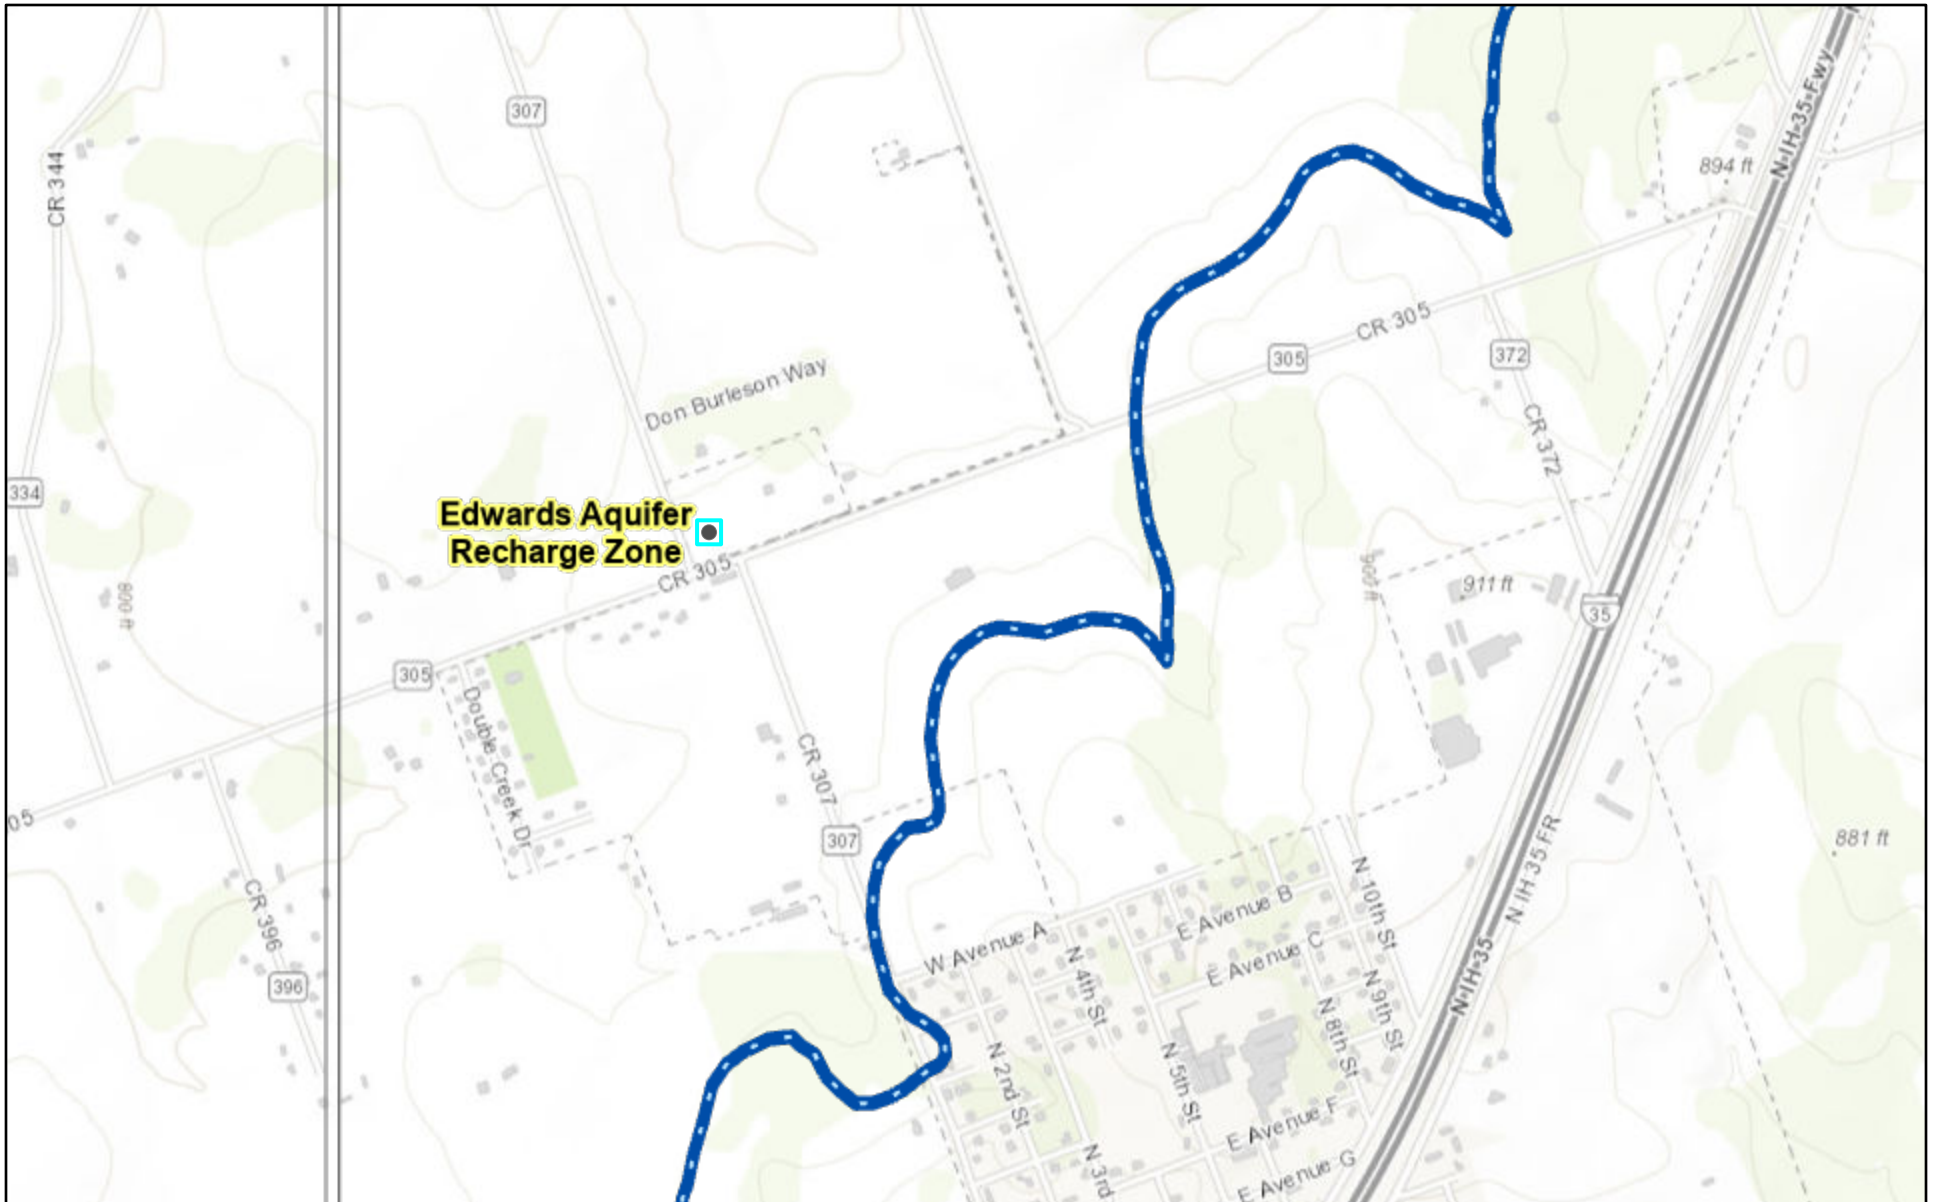 307
CR 344
N IH 35 Fwy
894 ft
CR 305
305
372
Don Burleson Way
CR 372
334
Edwards Aquifer
Recharge Zone
CR 305
800 ft
900 ft
911 ft
35
305
Double Creek Dr
CR 307
05
307
881 ft
N IH 35 FR
N 10th St
E Avenue B
CR 396
W Avenue A
E Avenue C
N 4th St
N 9th St
N IH 35
396
N 8th St
N 2nd St
N 5th St
E Avenue F
N 3rd
E Avenue G